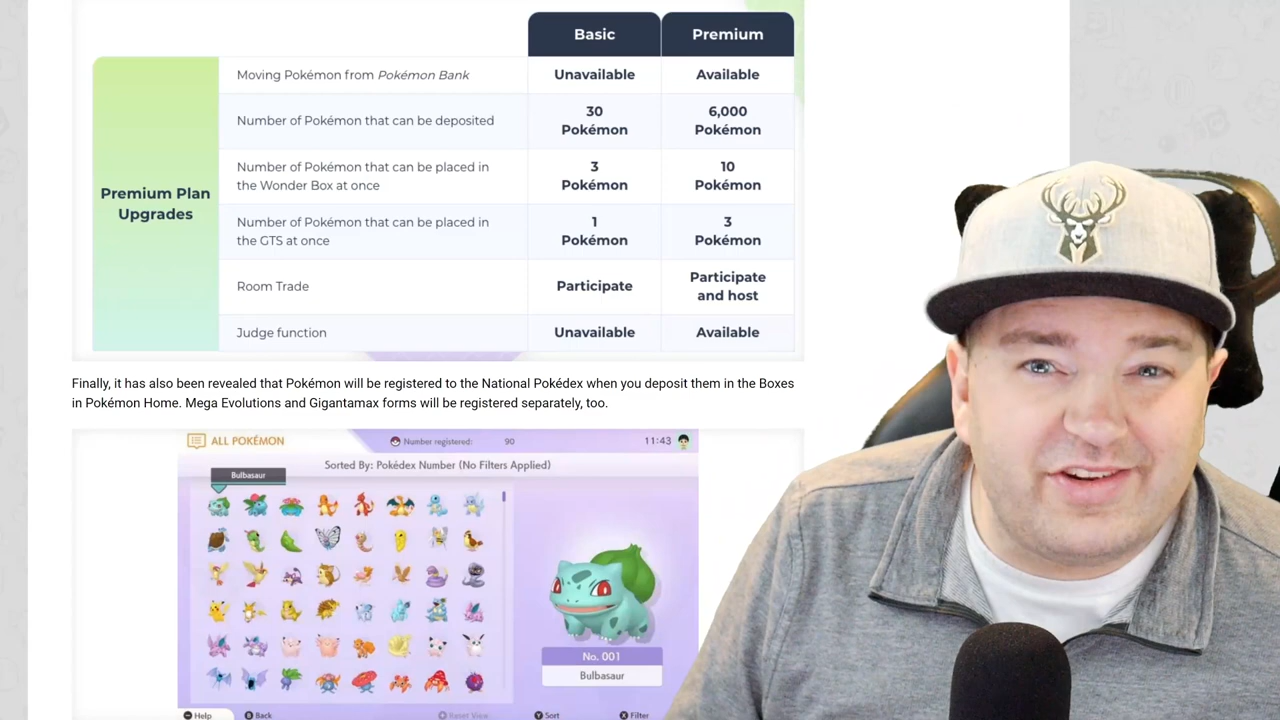 Basic Premium
Moving Pokémon from Pokémon Bank Unavailable Available
Number of Pokémon that can be deposited 30 Pokémon 6,000 Pokémon
Number of Pokémon that can be placed in
the Wonder Box at once
3
Pokémon
10
Pokémon
Premium Plan
Upgrades
Number of Pokémon that can be placed in
the GTS at once
1
Pokémon
3
Pokémon
Room Trade Participate Participate
and host
Judge function Unavailable Available
Finally, it has also been revealed that Pokémon will be registered to the National Pokédex when you deposit them in the Boxes
in Pokémon Home. Mega Evolutions and Gigantamax forms will be registered separately, too.
ALL POKÉMON Number registered: 90 11:43
Sorted By: Pokédex Number (No Filters Applied)
Bulbasaur
No. 001
Bulbasaur
Help B Back Reset View Y Sort X Filter